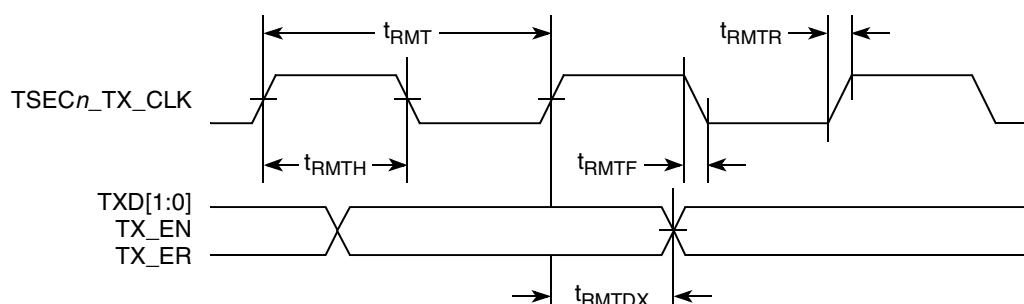 tRMT
tRMTR
TSECn_TX_CLK
tRMTH
tRMTF
TXD[1:0]
TX_EN
TX_ER
tRMTDX